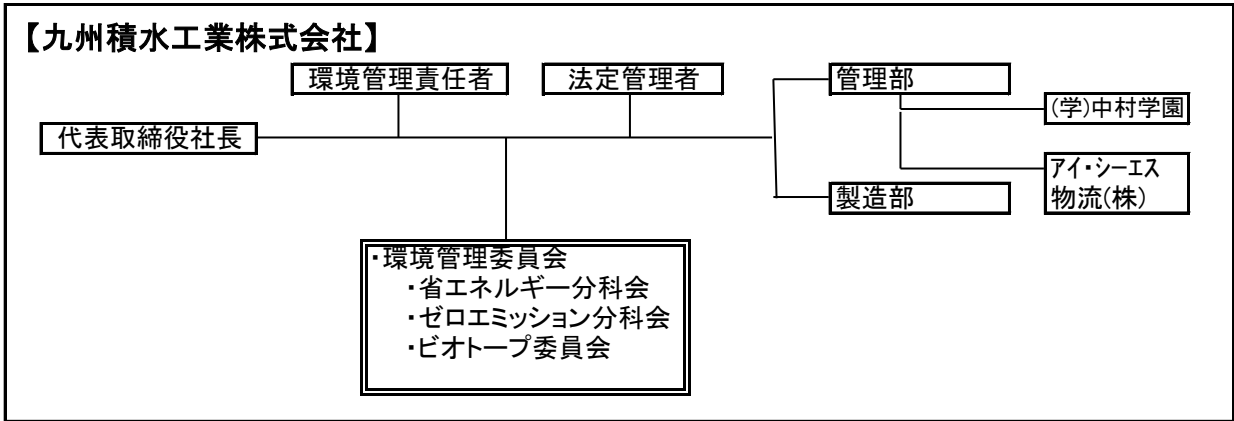 【九州積水工業株式会社】
環境管理責任者
法定管理者
管理部
(学)中村学園
代表取締役社長
アイ・シーエス
物流(株)
製造部
・環境管理委員会
・省エネルギー分科会
・ゼロエミッション分科会
・ビオトープ委員会